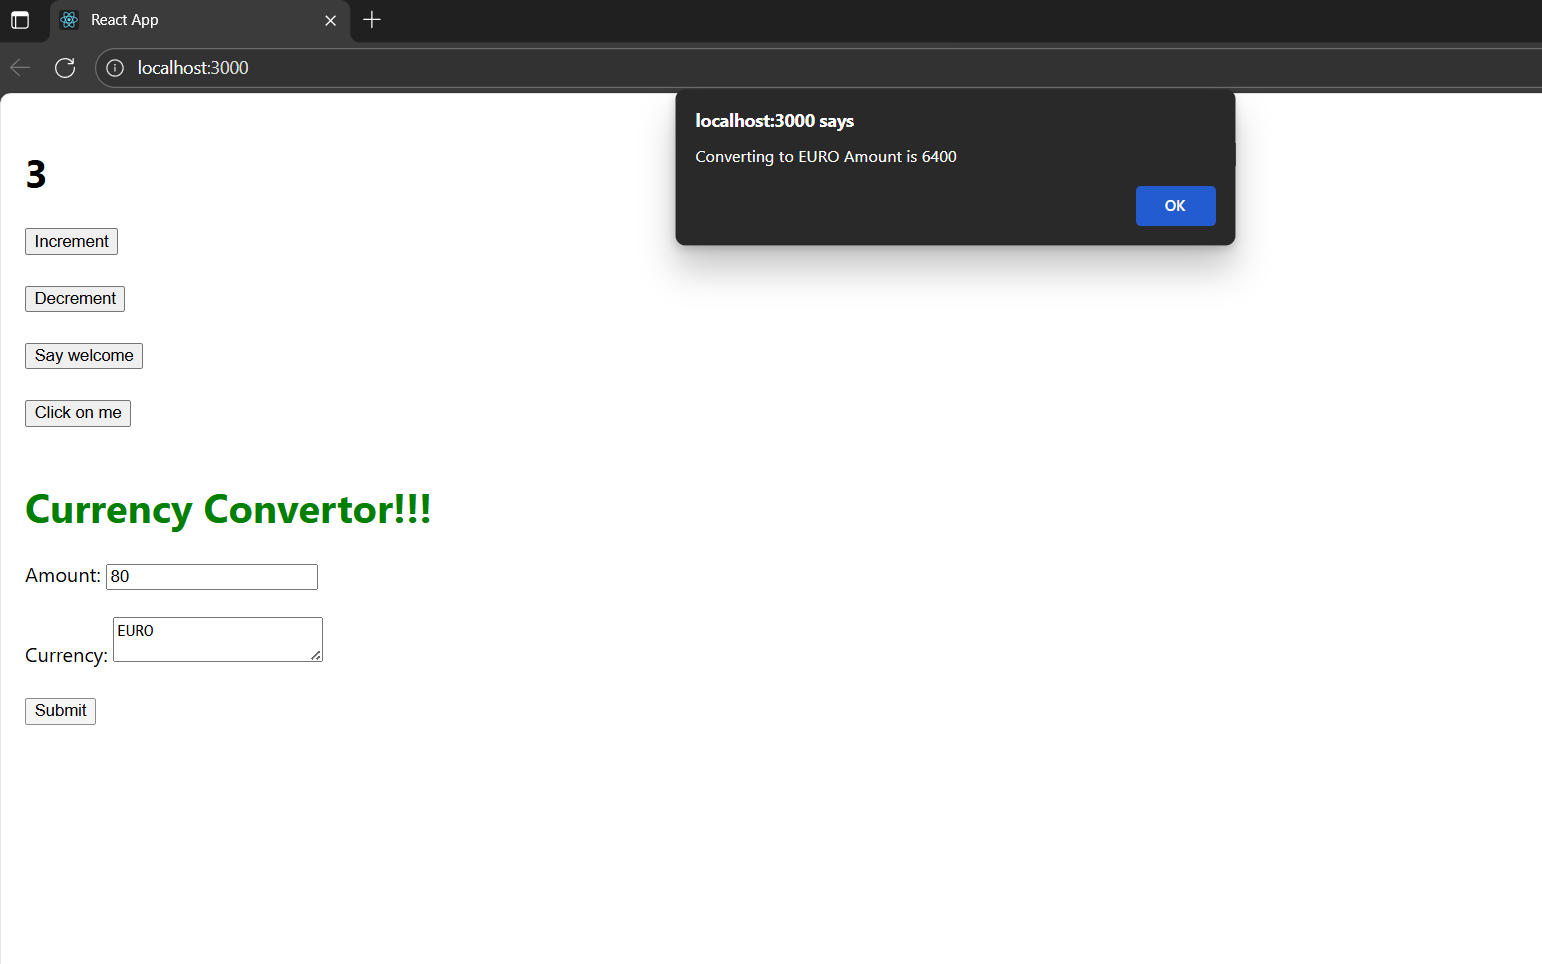 React App
localhost:3000
localhost:3000 says
Converting to EURO Amount is 6400
OK
3
Increment
Decrement
Say welcome
Click on me
Currency Convertor!!!
Amount: 80
Currency: EURO
Submit